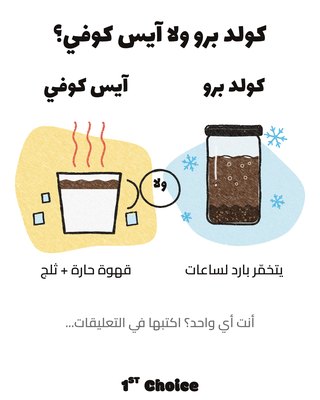 كولد برو ولا آيس كوفي؟
كولد برو
آيس كوفي
ولا
يتخمّر بارد لساعات
قهوة حارة + ثلج
أنت أي واحد؟ اكتبها في التعليقات...
1ST Choice